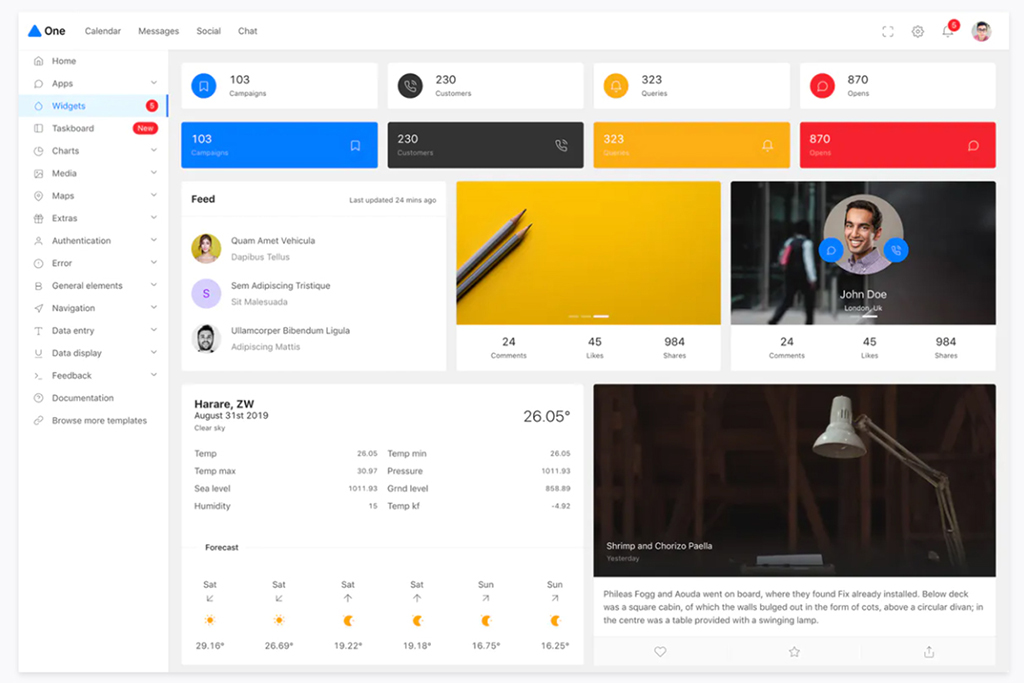 One
Calendar Messages Social Chat
5
Home
Apps
Widgets 5
Taskboard New
Charts
Media
Maps
Extras
Authentication
Error
General elements
Navigation
Data entry
Data display
Feedback
Documentation
Browse more templates
103
Campaigns
230
Customers
323
Queries
870
Opens
103
Campaigns
230
Customers
323
Queries
870
Opens
Feed Last updated 24 mins ago
Quam Amet Vehicula
Dapibus Tellus
S
Sem Adipiscing Tristique
Sit Malesuada
Ullamcorper Bibendum Ligula
Adipiscing Mattis
24 45 984
Comments Likes Shares
John Doe
London, Uk
24 45 984
Comments Likes Shares
Harare, ZW
August 31st 2019
Clear sky
26.05°
Temp 26.05 Temp min 26.05
Temp max 30.97 Pressure 1011.93
Sea level 1011.93 Grnd level 858.89
Humidity 15 Temp kf -4.92
Forecast
Sat Sat Sat Sat Sun Sun
29.16° 26.69° 19.22° 19.18° 16.75° 16.25°
Shrimp and Chorizo Paella
Yesterday
Phileas Fogg and Aouda went on board, where they found Fix already installed. Below deck
was a square cabin, of which the walls bulged out in the form of cots, above a circular divan; in
the centre was a table provided with a swinging lamp.